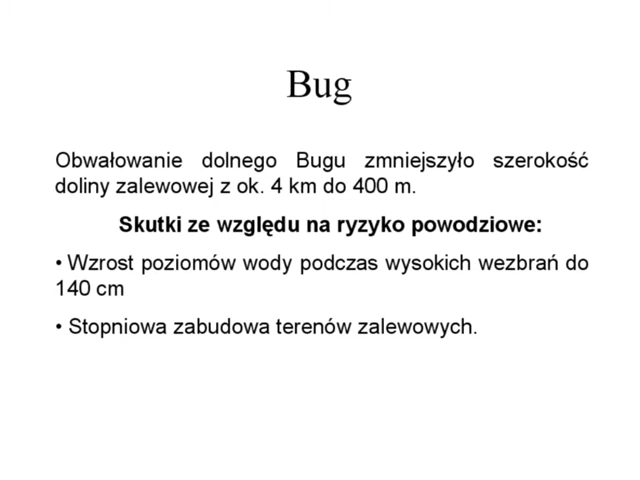 Bug
Obwałowanie dolnego Bugu zmniejszyło szerokość
doliny zalewowej z ok. 4 km do 400 m.
Skutki ze względu na ryzyko powodziowe:
• Wzrost poziomów wody podczas wysokich wezbrań do
140 cm
• Stopniowa zabudowa terenów zalewowych.